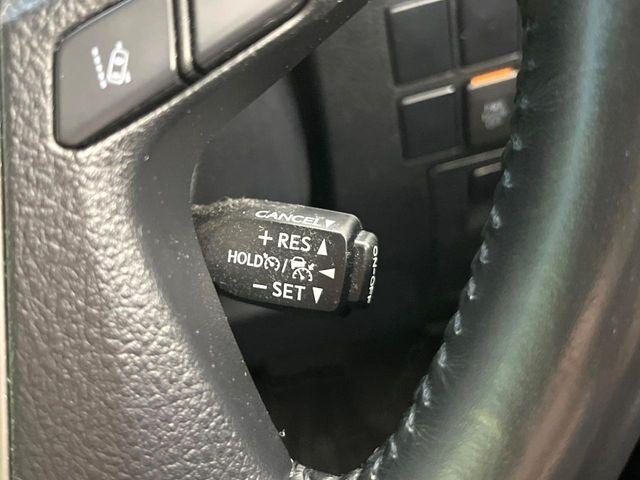 CANCEL▼
+ RES ▲
HOLD / ◀
− SET ▼
ON-OFF